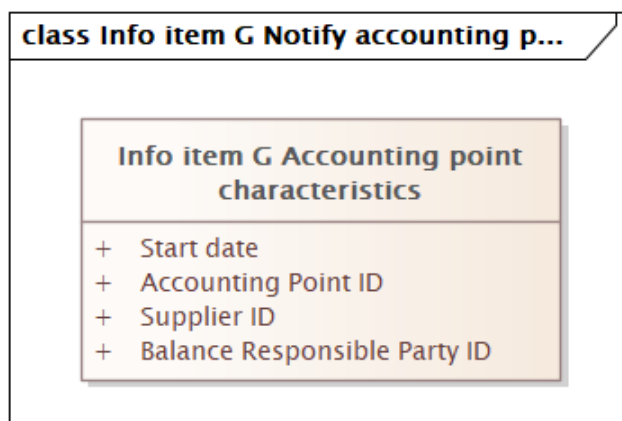 class Info item G Notify accounting p...
Info item G Accounting point
characteristics
+ Start date
+ Accounting Point ID
+ Supplier ID
+ Balance Responsible Party ID